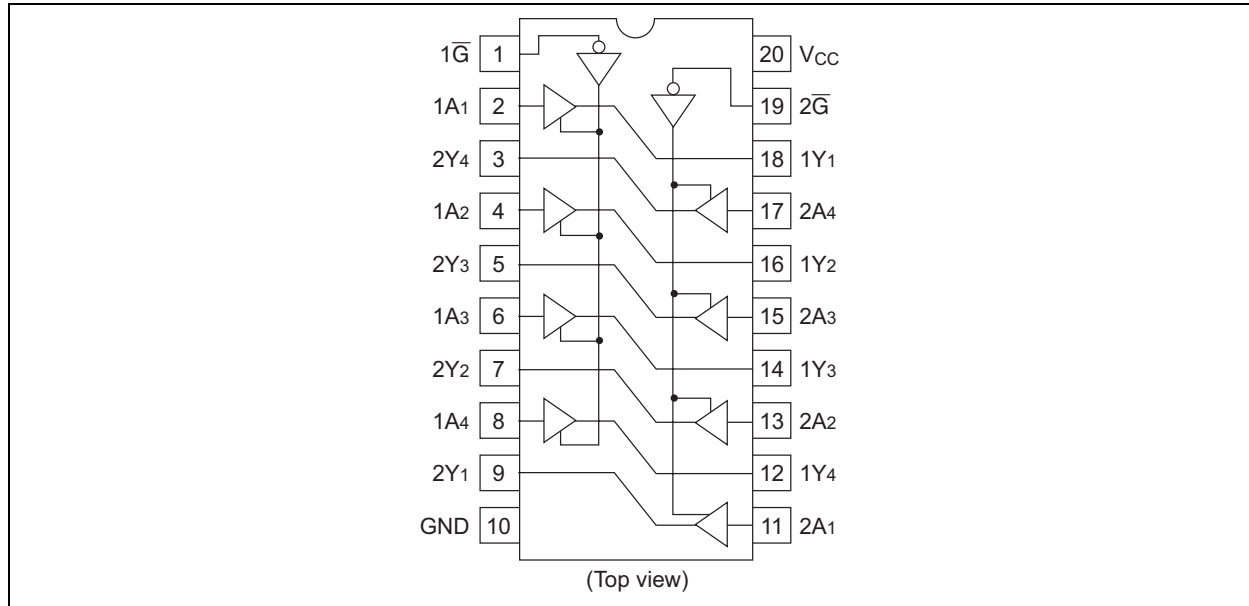 1G̅ 1 20 VCC
1A1 2 19 2G̅
2Y4 3 18 1Y1
1A2 4 17 2A4
2Y3 5 16 1Y2
1A3 6 15 2A3
2Y2 7 14 1Y3
1A4 8 13 2A2
2Y1 9 12 1Y4
GND 10 11 2A1
(Top view)